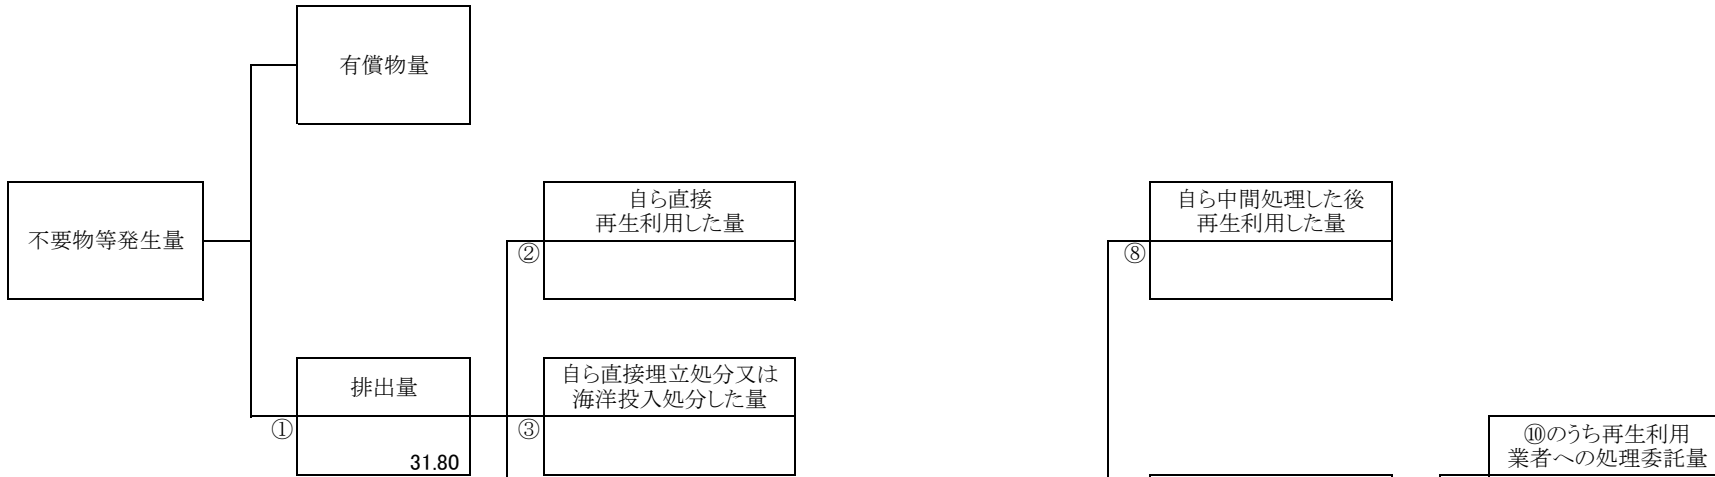 有償物量
不要物等発生量
自ら直接
再生利用した量
②
自ら中間処理した後
再生利用した量
⑧
排出量
①
31.80
自ら直接埋立処分又は
海洋投入処分した量
③
⑩のうち再生利用
業者への処理委託量